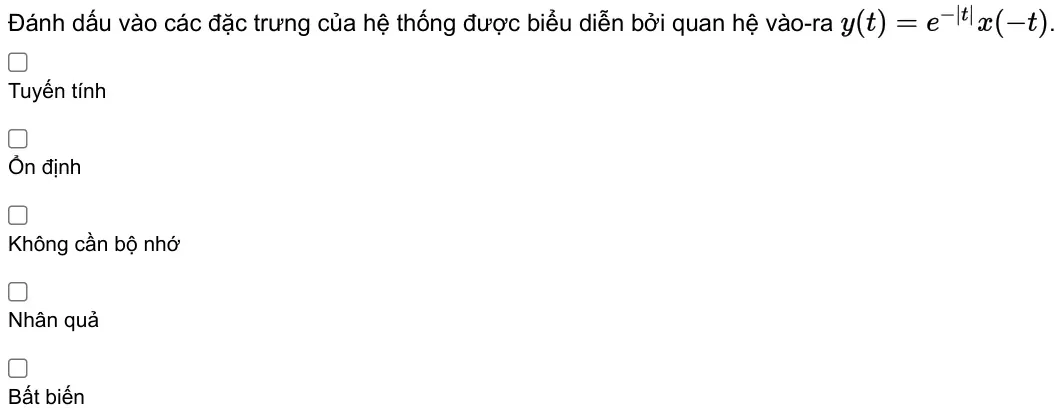 Đánh dấu vào các đặc trưng của hệ thống được biểu diễn bởi quan hệ vào-ra $y(t) = e^{-|t|}x(-t)$.
Tuyến tính
Ổn định
Không cần bộ nhớ
Nhân quả
Bất biến